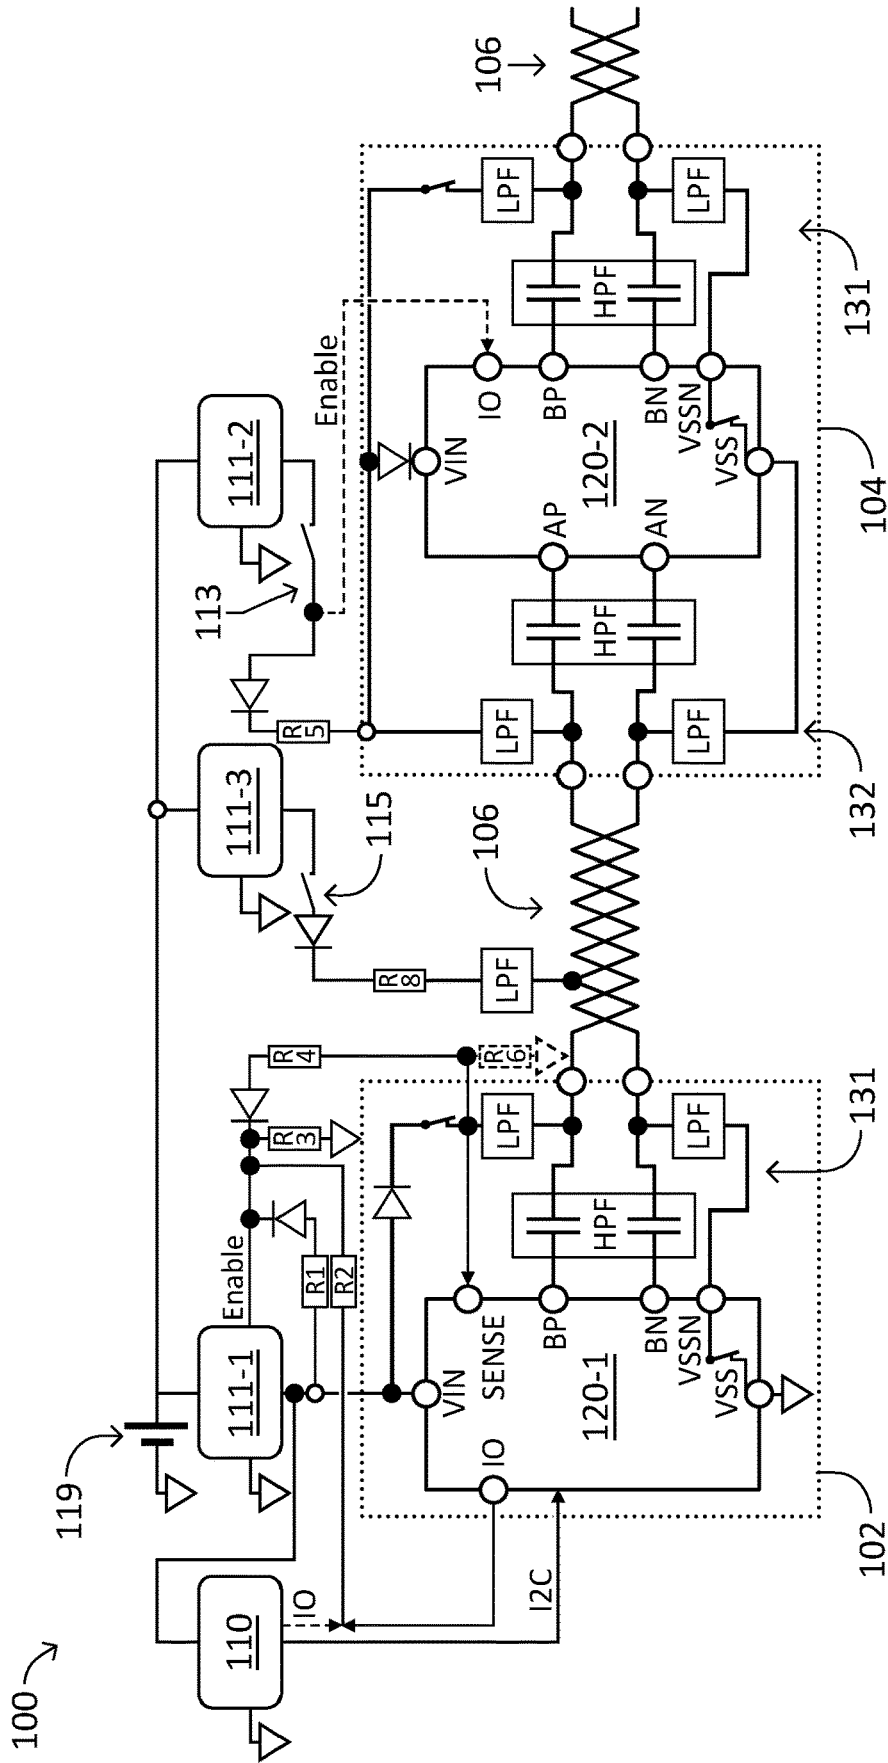 100
110
IO
I2C
119
111-1
Enable
R1
R2
R3
R4
R6
102
IO
VIN
SENSE
120-1
BP
BN
VSSN
VSS
HPF
LPF
LPF
131
106
LPF
R8
115
111-3
111-2
113
R5
Enable
132
104
LPF
LPF
HPF
AP
AN
VIN
120-2
IO
BP
BN
VSSN
VSS
HPF
LPF
LPF
131
106